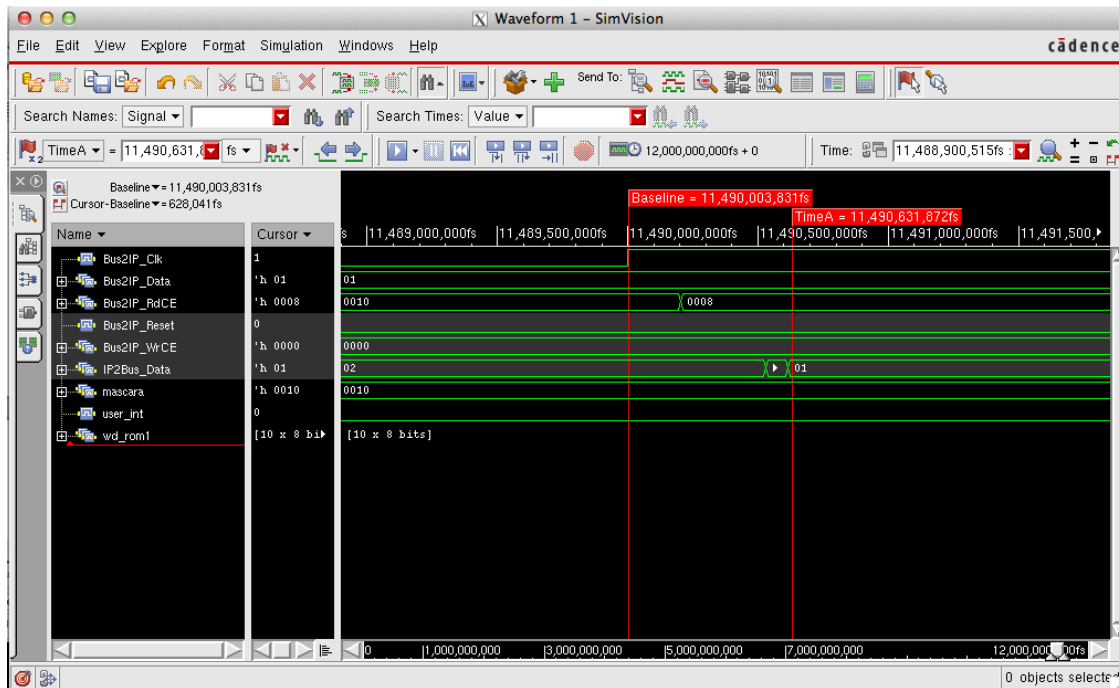 Waveform 1 - SimVision
File Edit View Explore Format Simulation Windows Help
cādence
Send To:
Search Names: Signal Search Times: Value
TimeA = 11,490,631, fs 12,000,000,000fs + 0 Time: 11,488,900,515fs :
Baseline = 11,490,003,831fs
Cursor-Baseline = 628,041fs
Baseline = 11,490,003,831fs
TimeA = 11,490,631,872fs
Name Cursor fs 11,489,000,000fs 11,489,500,000fs 11,490,000,000fs 11,490,500,000fs 11,491,000,000fs 11,491,500,
Bus2IP_Clk 1
Bus2IP_Data 'h 01 01
Bus2IP_RdCE 'h 0008 0010 0008
Bus2IP_Reset 0
Bus2IP_WrCE 'h 0000 0000
IP2Bus_Data 'h 01 02 01
mascara 'h 0010 0010
user_int 0
wd_rom1 [10 x 8 bi [10 x 8 bits]
0 1,000,000,000 3,000,000,000 5,000,000,000 7,000,000,000
0 objects selecte